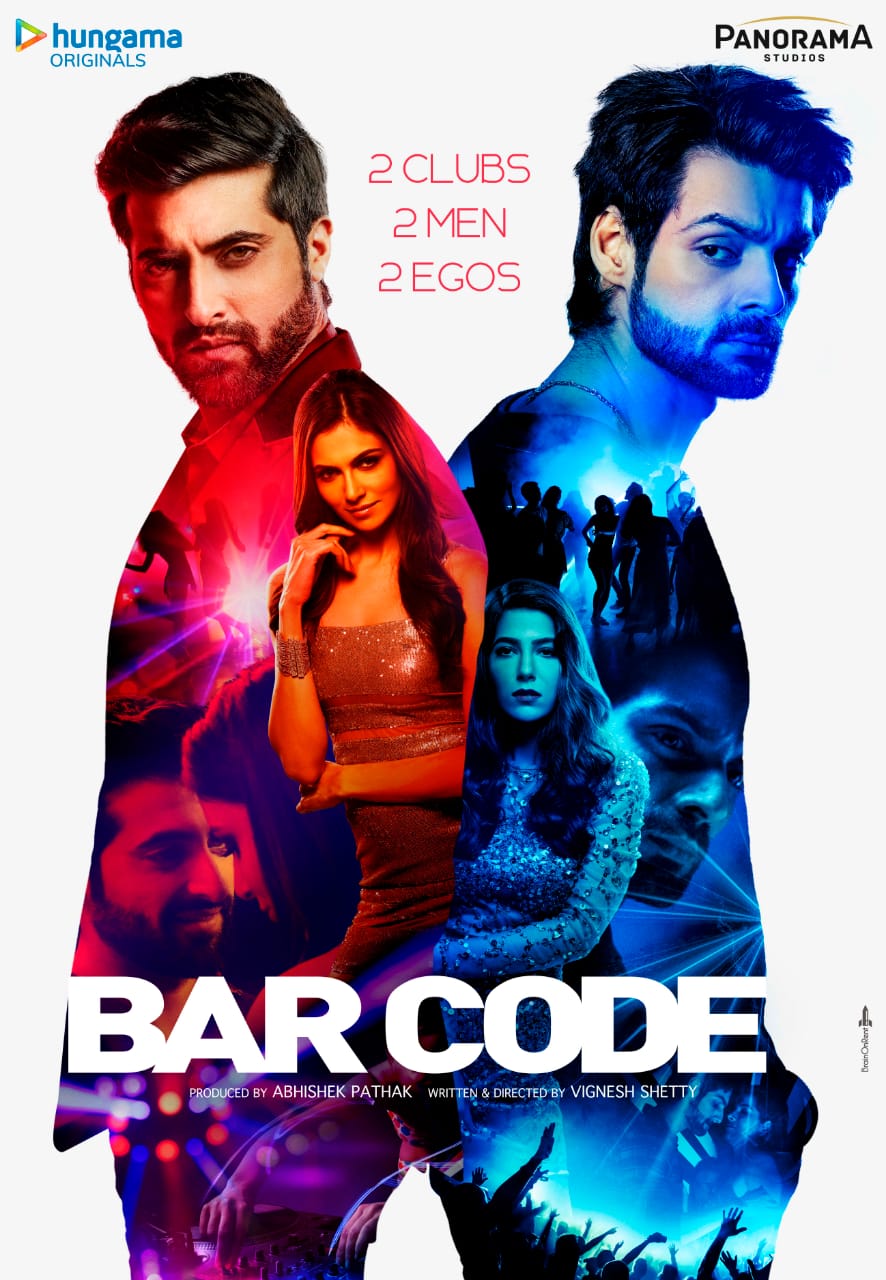 hungama
ORIGINALS
PANORAMA
STUDIOS
2 CLUBS
2 MEN
2 EGOS
BAR CODE
PRODUCED BY ABHISHEK PATHAK WRITTEN & DIRECTED BY VIGNESH SHETTY
BrainOnRent